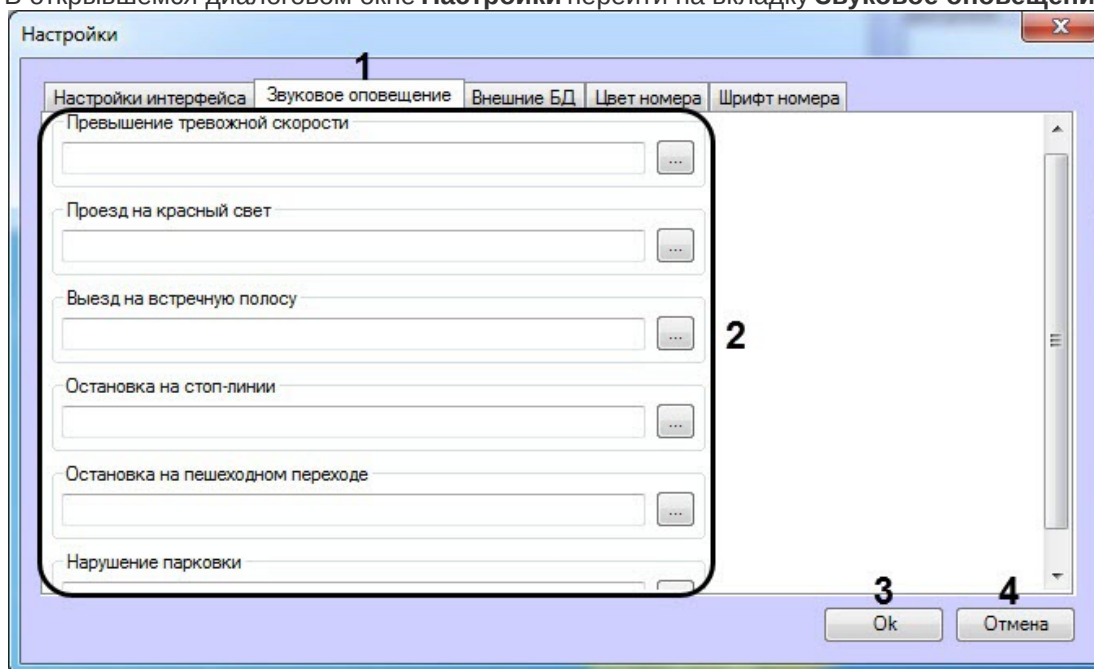 В открывшемся диалоговом окне Настройки перейти на вкладку Звуковое оповещени
Настройки
1
Настройки интерфейса Звуковое оповещение Внешние БД Цвет номера Шрифт номера
Превышение тревожной скорости
...
Проезд на красный свет
...
Выезд на встречную полосу
...
2
Остановка на стоп-линии
...
Остановка на пешеходном переходе
...
Нарушение парковки
3 4
Ok Отмена